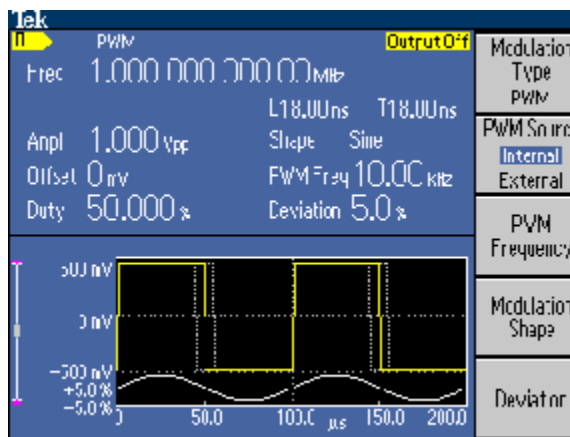 Tek
PWM
Output Off
Freq 1.000 000 000 00 MHz
L18.00ns T18.00ns
Ampl 1.000 Vpp
Shape Sine
Offset 0 mV
PWM Freq 10.00 kHz
Duty 50.000 %
Deviation 5.0 %
500 mV
0 mV
-500 mV
+5.0 %
-5.0 %
0 50.0 100.0 µs 150.0 200.0
Modulation
Type
PWM
PWM Sourc
Internal
External
PWM
Frequency
Modulation
Shape
Deviation